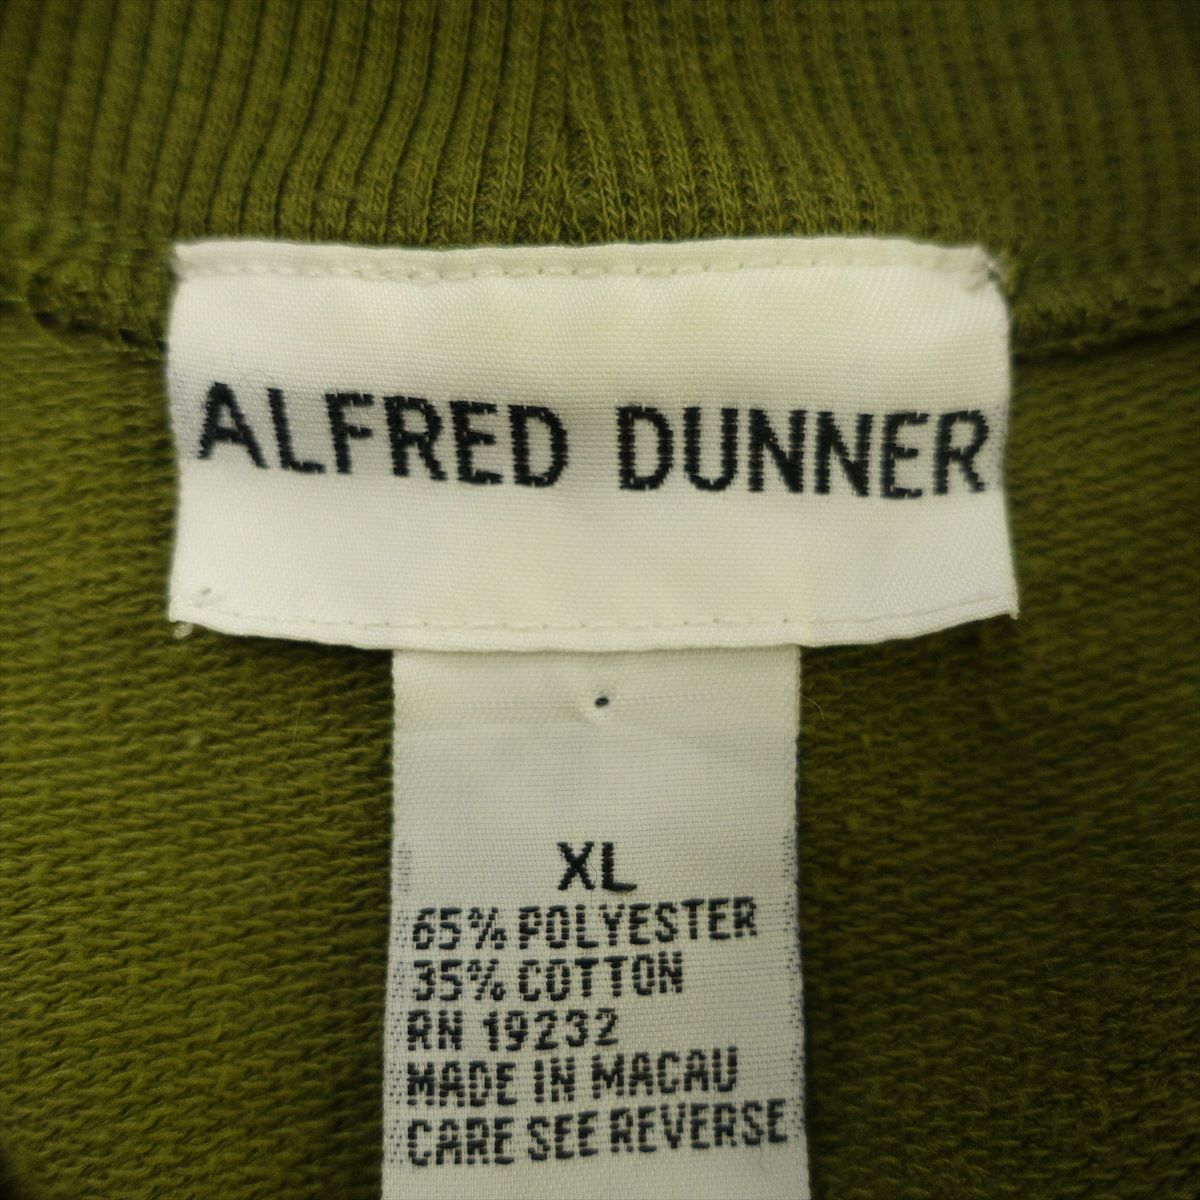 ALFRED DUNNER
XL
65% POLYESTER
35% COTTON
RN 19232
MADE IN MACAU
CARE SEE REVERSE